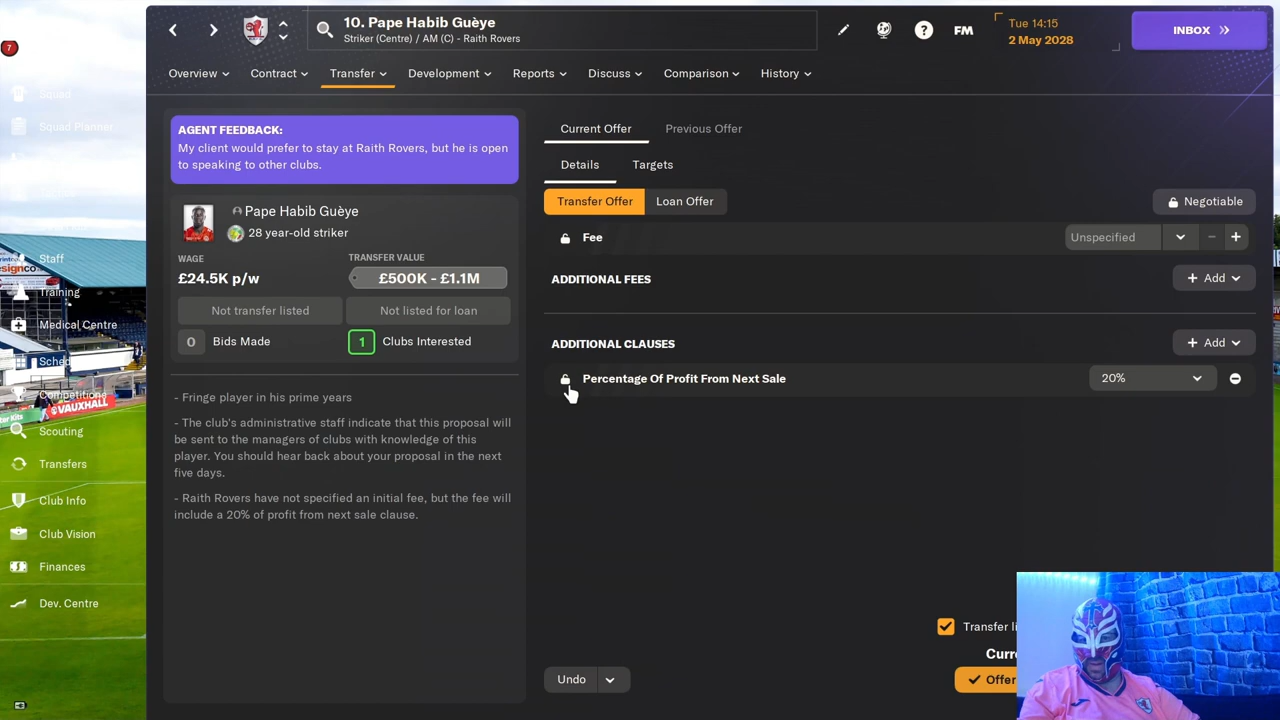 10. Pape Habib Guèye
Striker (Centre) / AM (C) - Raith Rovers
FM
Tue 14:15
2 May 2028
INBOX
7
Overview
Contract
Transfer
Development
Reports
Discuss
Comparison
History
Squad
Squad Planner
Staff
Training
Medical Centre
Sched
Competitions
VAUXHALL
Scouting
Transfers
Club Info
Club Vision
Finances
Dev. Centre
AGENT FEEDBACK:
My client would prefer to stay at Raith Rovers, but he is open
to speaking to other clubs.
Pape Habib Guèye
28 year-old striker
WAGE
£24.5K p/w
TRANSFER VALUE
£500K - £1.1M
Not transfer listed
Not listed for loan
0 Bids Made
1 Clubs Interested
- Fringe player in his prime years
- The club's administrative staff indicate that this proposal will
be sent to the managers of clubs with knowledge of this
player. You should hear back about your proposal in the next
five days.
- Raith Rovers have not specified an initial fee, but the fee will
include a 20% of profit from next sale clause.
Current Offer
Previous Offer
Details
Targets
Transfer Offer
Loan Offer
Negotiable
Fee
Unspecified
ADDITIONAL FEES
+ Add
ADDITIONAL CLAUSES
+ Add
Percentage Of Profit From Next Sale
20%
Transfer li
Curr
Undo
Offer